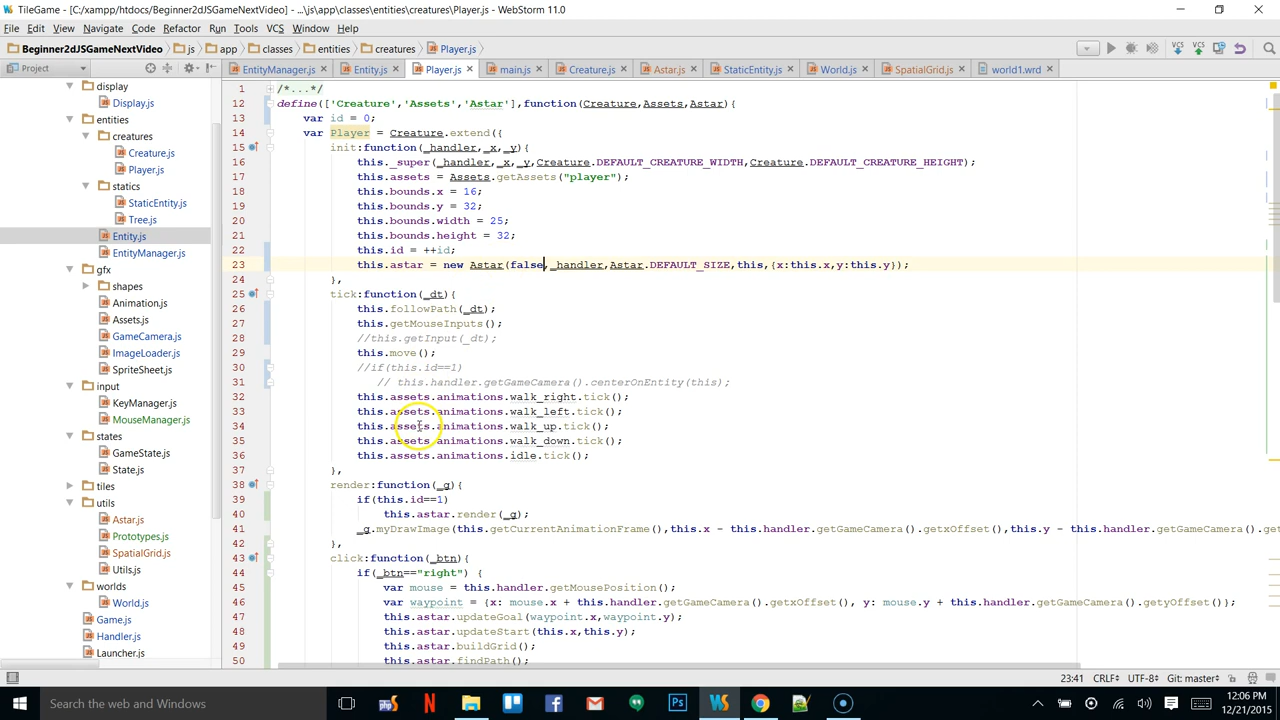 TileGame - [C:\xampp\htdocs\Beginner2dJSGameNextVideo] - ...\js\app\classes\entities\creatures\Player.js - WebStorm 11.0
File Edit View Navigate Code Refactor Run Tools VCS Window Help
Beginner2dJSGameNextVideo js app classes entities creatures Player.js
Project EntityManager.js Entity.js Player.js main.js Creature.js Astar.js StaticEntity.js World.js SpatialGrid.js world1.wrd
display
Display.js
entities
creatures
Creature.js
Player.js
statics
StaticEntity.js
Tree.js
Entity.js
EntityManager.js
gfx
shapes
Animation.js
Assets.js
GameCamera.js
ImageLoader.js
SpriteSheet.js
input
KeyManager.js
MouseManager.js
states
GameState.js
State.js
tiles
utils
Astar.js
Prototypes.js
SpatialGrid.js
Utils.js
worlds
World.js
Game.js
Handler.js
Launcher.js
1 /*...*/
12 define(['Creature','Assets','Astar'],function(Creature,Assets,Astar){
13 var id = 0;
14 var Player = Creature.extend({
15 init:function(_handler,_x,_y){
16 this._super(_handler,_x,_y,Creature.DEFAULT_CREATURE_WIDTH,Creature.DEFAULT_CREATURE_HEIGHT);
17 this.assets = Assets.getAssets("player");
18 this.bounds.x = 16;
19 this.bounds.y = 32;
20 this.bounds.width = 25;
21 this.bounds.height = 32;
22 this.id = ++id;
23 this.astar = new Astar(false,_handler,Astar.DEFAULT_SIZE,this,{x:this.x,y:this.y});
24 },
25 tick:function(_dt){
26 this.followPath(_dt);
27 this.getMouseInputs();
28 //this.getInput(_dt);
29 this.move();
30 //if(this.id==1)
31 // this.handler.getGameCamera().centerOnEntity(this);
32 this.assets.animations.walk_right.tick();
33 this.assets.animations.walk_left.tick();
34 this.assets.animations.walk_up.tick();
35 this.assets.animations.walk_down.tick();
36 this.assets.animations.idle.tick();
37 },
38 render:function(_g){
39 if(this.id==1)
40 this.astar.render(_g);
41 _g.myDrawImage(this.getCurrentAnimationFrame(),this.x - this.handler.getGameCamera().getxOffset(),this.y - this.handler.getGameCamera().ge
42 },
43 click:function(_btn){
44 if(_btn=="right") {
45 var mouse = this.handler.getMousePosition();
46 var waypoint = {x: mouse.x + this.handler.getGameCamera().getxOffset(), y: mouse.y + this.handler.getGameCamera().getyOffset()};
47 this.astar.updateGoal(waypoint.x,waypoint.y);
48 this.astar.updateStart(this.x,this.y);
49 this.astar.buildGrid();
50 this.astar.findPath();
23:41 CRLF÷ UTF-8÷ Git: master÷
Search the Web and Windows
12:06 PM
12/21/2015